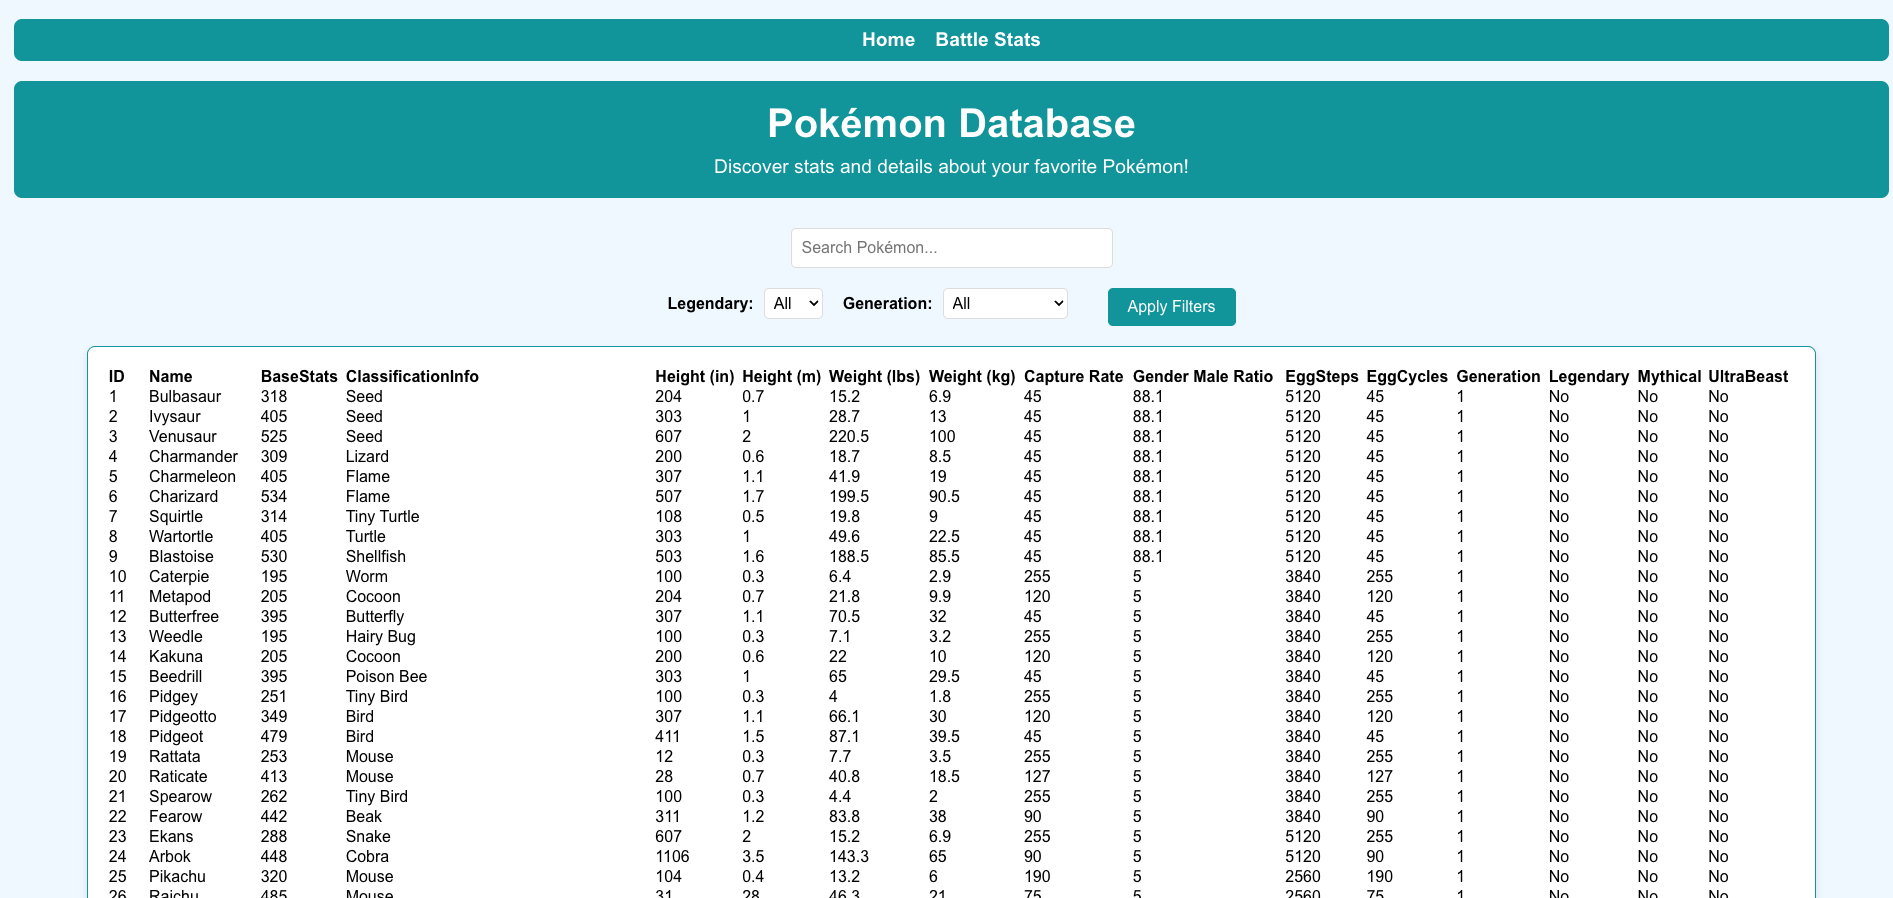 Home Battle Stats
Pokémon Database
Discover stats and details about your favorite Pokémon!
Search Pokémon...
Legendary: All Generation: All Apply Filters
ID Name BaseStats ClassificationInfo Height (in) Height (m) Weight (lbs) Weight (kg) Capture Rate Gender Male Ratio EggSteps EggCycles Generation Legendary Mythical UltraBeast
1 Bulbasaur 318 Seed 204 0.7 15.2 6.9 45 88.1 5120 45 1 No No No
2 Ivysaur 405 Seed 303 1 28.7 13 45 88.1 5120 45 1 No No No
3 Venusaur 525 Seed 607 2 220.5 100 45 88.1 5120 45 1 No No No
4 Charmander 309 Lizard 200 0.6 18.7 8.5 45 88.1 5120 45 1 No No No
5 Charmeleon 405 Flame 307 1.1 41.9 19 45 88.1 5120 45 1 No No No
6 Charizard 534 Flame 507 1.7 199.5 90.5 45 88.1 5120 45 1 No No No
7 Squirtle 314 Tiny Turtle 108 0.5 19.8 9 45 88.1 5120 45 1 No No No
8 Wartortle 405 Turtle 303 1 49.6 22.5 45 88.1 5120 45 1 No No No
9 Blastoise 530 Shellfish 503 1.6 188.5 85.5 45 88.1 5120 45 1 No No No
10 Caterpie 195 Worm 100 0.3 6.4 2.9 255 5 3840 255 1 No No No
11 Metapod 205 Cocoon 204 0.7 21.8 9.9 120 5 3840 120 1 No No No
12 Butterfree 395 Butterfly 307 1.1 70.5 32 45 5 3840 45 1 No No No
13 Weedle 195 Hairy Bug 100 0.3 7.1 3.2 255 5 3840 255 1 No No No
14 Kakuna 205 Cocoon 200 0.6 22 10 120 5 3840 120 1 No No No
15 Beedrill 395 Poison Bee 303 1 65 29.5 45 5 3840 45 1 No No No
16 Pidgey 251 Tiny Bird 100 0.3 4 1.8 255 5 3840 255 1 No No No
17 Pidgeotto 349 Bird 307 1.1 66.1 30 120 5 3840 120 1 No No No
18 Pidgeot 479 Bird 411 1.5 87.1 39.5 45 5 3840 45 1 No No No
19 Rattata 253 Mouse 12 0.3 7.7 3.5 255 5 3840 255 1 No No No
20 Raticate 413 Mouse 28 0.7 40.8 18.5 127 5 3840 127 1 No No No
21 Spearow 262 Tiny Bird 100 0.3 4.4 2 255 5 3840 255 1 No No No
22 Fearow 442 Beak 311 1.2 83.8 38 90 5 3840 90 1 No No No
23 Ekans 288 Snake 607 2 15.2 6.9 255 5 5120 255 1 No No No
24 Arbok 448 Cobra 1106 3.5 143.3 65 90 5 5120 90 1 No No No
25 Pikachu 320 Mouse 104 0.4 13.2 6 190 5 2560 190 1 No No No
26 Raichu 485 Mouse 31 28 46.3 21 75 5 2560 75 1 No No No